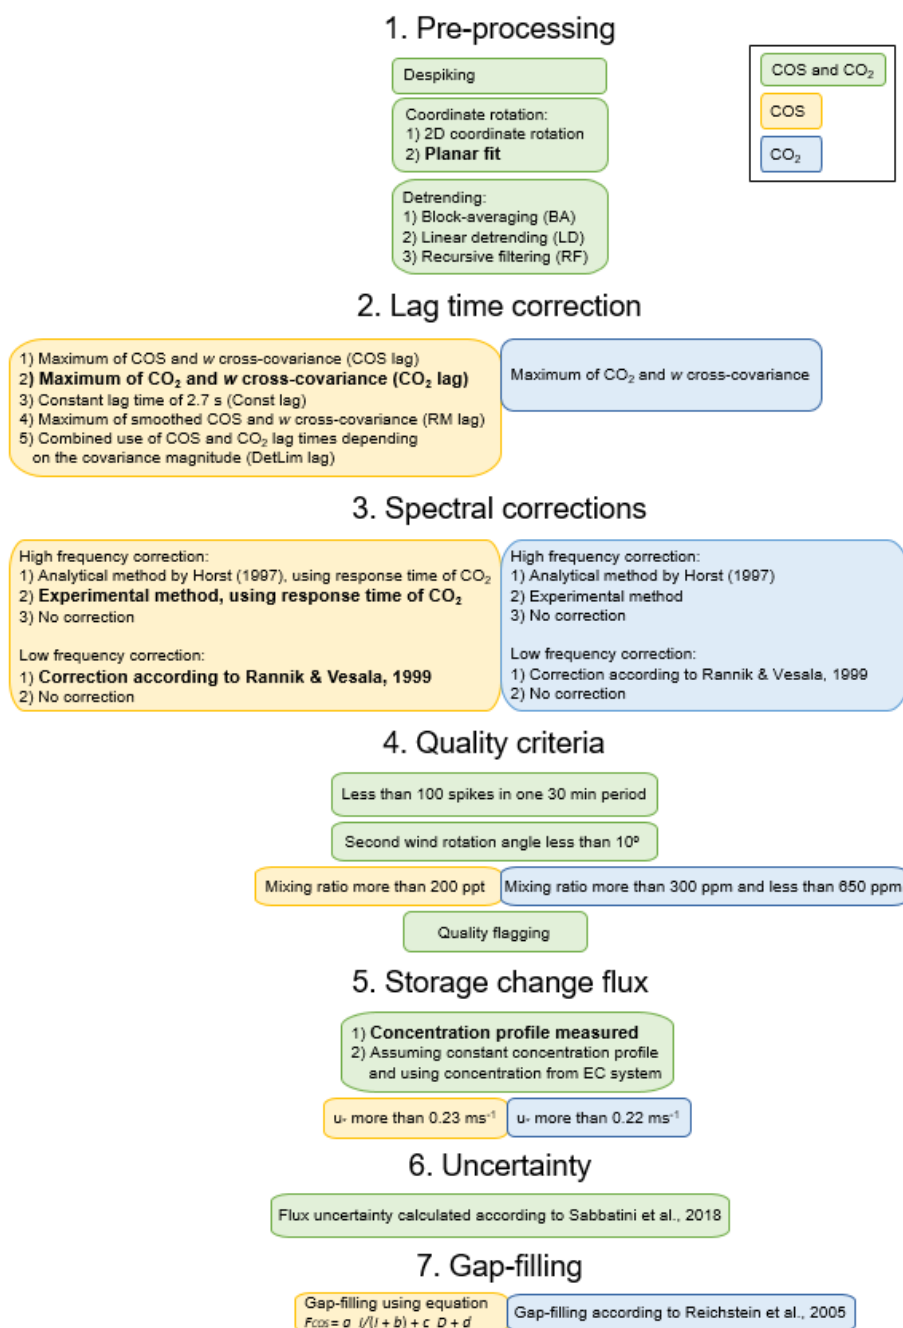 1. Pre-processing
COS and CO₂
COS
CO₂
Despiking
Coordinate rotation:
1) 2D coordinate rotation
2) Planar fit
Detrending:
1) Block-averaging (BA)
2) Linear detrending (LD)
3) Recursive filtering (RF)
2. Lag time correction
1) Maximum of COS and w cross-covariance (COS lag)
2) Maximum of CO₂ and w cross-covariance (CO₂ lag)
3) Constant lag time of 2.7 s (Const lag)
4) Maximum of smoothed COS and w cross-covariance (RM lag)
5) Combined use of COS and CO₂ lag times depending
on the covariance magnitude (DetLim lag)
Maximum of CO₂ and w cross-covariance
3. Spectral corrections
High frequency correction:
1) Analytical method by Horst (1997), using response time of CO₂
2) Experimental method, using response time of CO₂
3) No correction
Low frequency correction:
1) Correction according to Rannik & Vesala, 1999
2) No correction
High frequency correction:
1) Analytical method by Horst (1997)
2) Experimental method
3) No correction
Low frequency correction:
1) Correction according to Rannik & Vesala, 1999
2) No correction
4. Quality criteria
Less than 100 spikes in one 30 min period
Second wind rotation angle less than 10º
Mixing ratio more than 200 ppt
Mixing ratio more than 300 ppm and less than 650 ppm
Quality flagging
5. Storage change flux
1) Concentration profile measured
2) Assuming constant concentration profile
and using concentration from EC system
u* more than 0.23 ms⁻¹
u* more than 0.22 ms⁻¹
6. Uncertainty
Flux uncertainty calculated according to Sabbatini et al., 2018
7. Gap-filling
Gap-filling using equation
FCOS = a I/(I + b) + c D + d
Gap-filling according to Reichstein et al., 2005